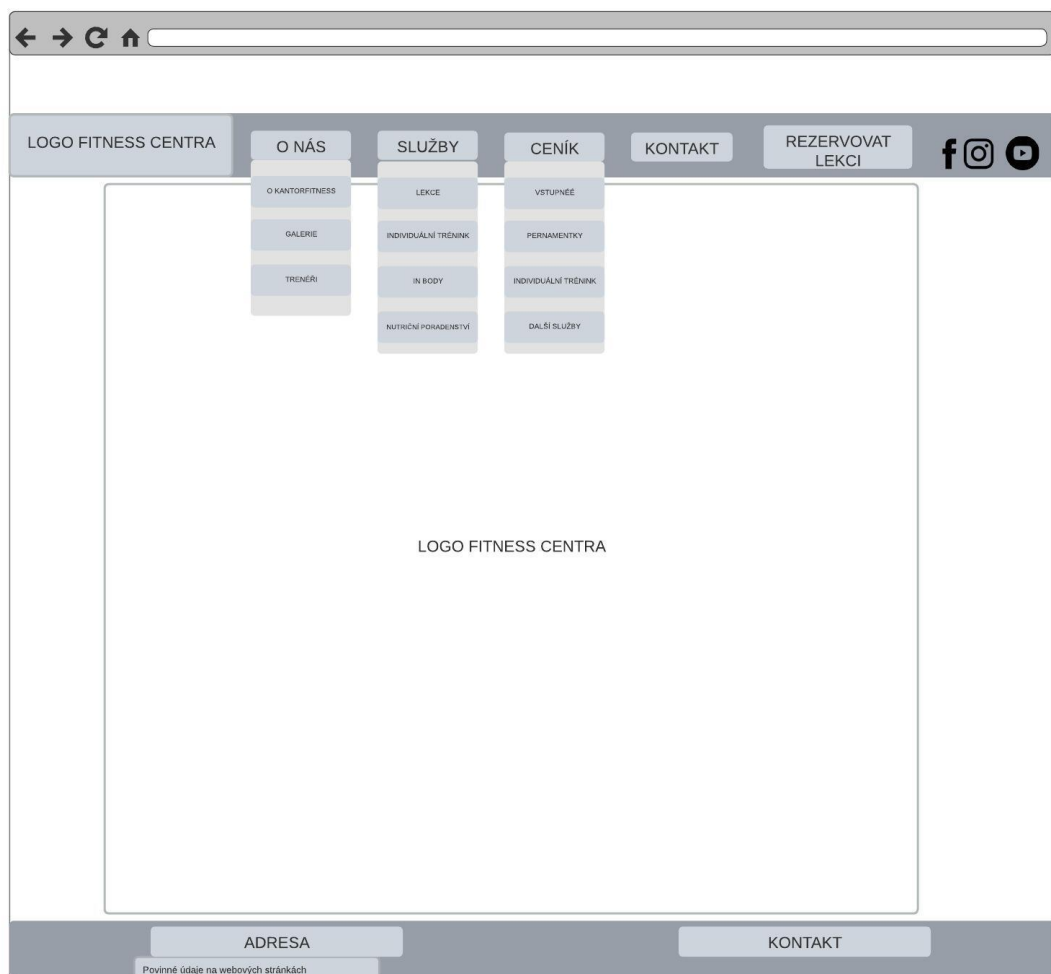 LOGO FITNESS CENTRA
O NÁS
SLUŽBY
CENÍK
KONTAKT
REZERVOVAT
LEKCI
O KANTORFITNESS
GALERIE
TRENÉŘI
LEKCE
INDIVIDUÁLNÍ TRÉNINK
IN BODY
NUTRIČNÍ PORADENSTVÍ
VSTUPNÉÉ
PERNAMENTKY
INDIVIDUÁLNÍ TRÉNINK
DALŠÍ SLUŽBY
LOGO FITNESS CENTRA
ADRESA
KONTAKT
Povinné údaje na webových stránkách